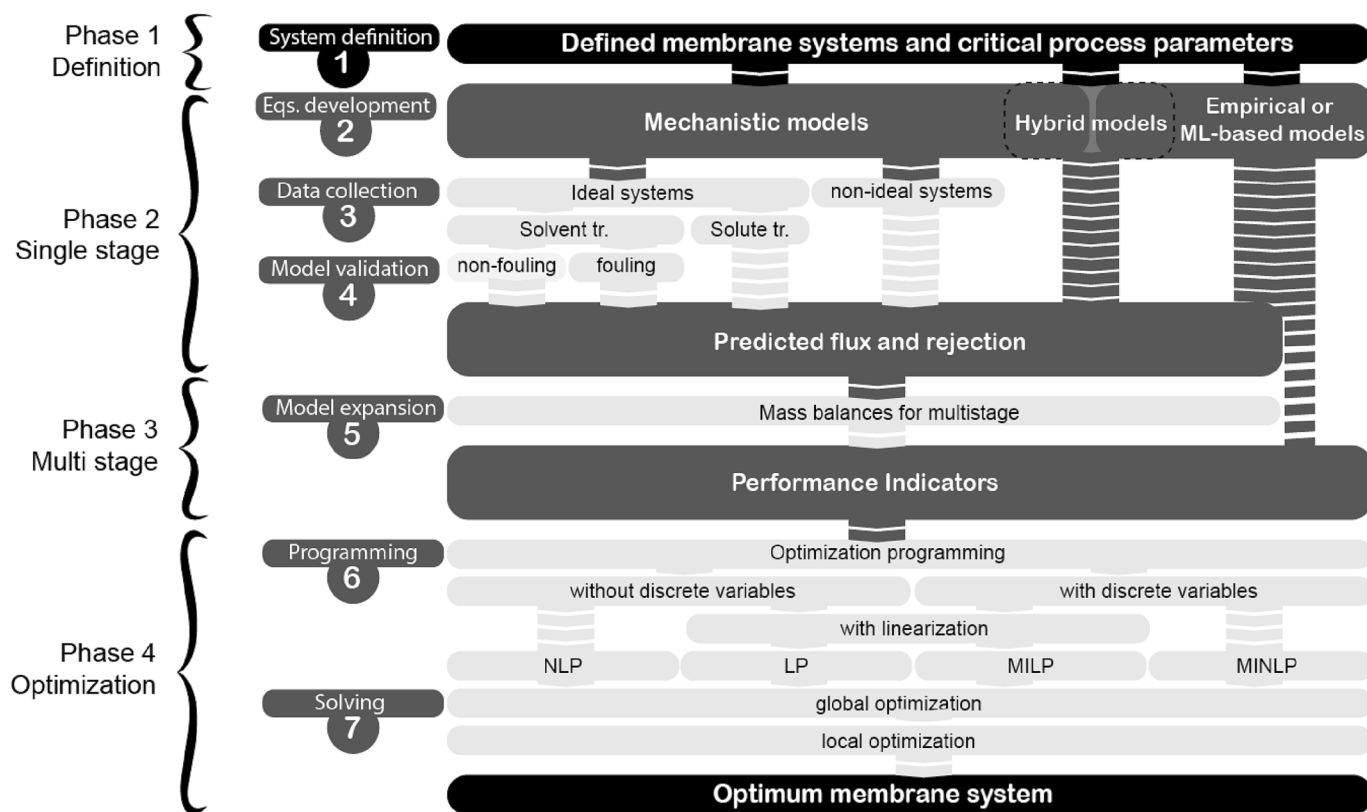 Phase 1
Definition
System definition
1
Defined membrane systems and critical process parameters
Phase 2
Single stage
Eqs. development
2
Mechanistic models
Hybrid models
Empirical or
ML-based models
Data collection
3
Ideal systems
non-ideal systems
Solvent tr.
Solute tr.
Model validation
4
non-fouling
fouling
Predicted flux and rejection
Phase 3
Multi stage
Model expansion
5
Mass balances for multistage
Performance Indicators
Phase 4
Optimization
Programming
6
Optimization programming
without discrete variables
with discrete variables
with linearization
NLP
LP
MILP
MINLP
Solving
7
global optimization
local optimization
Optimum membrane system